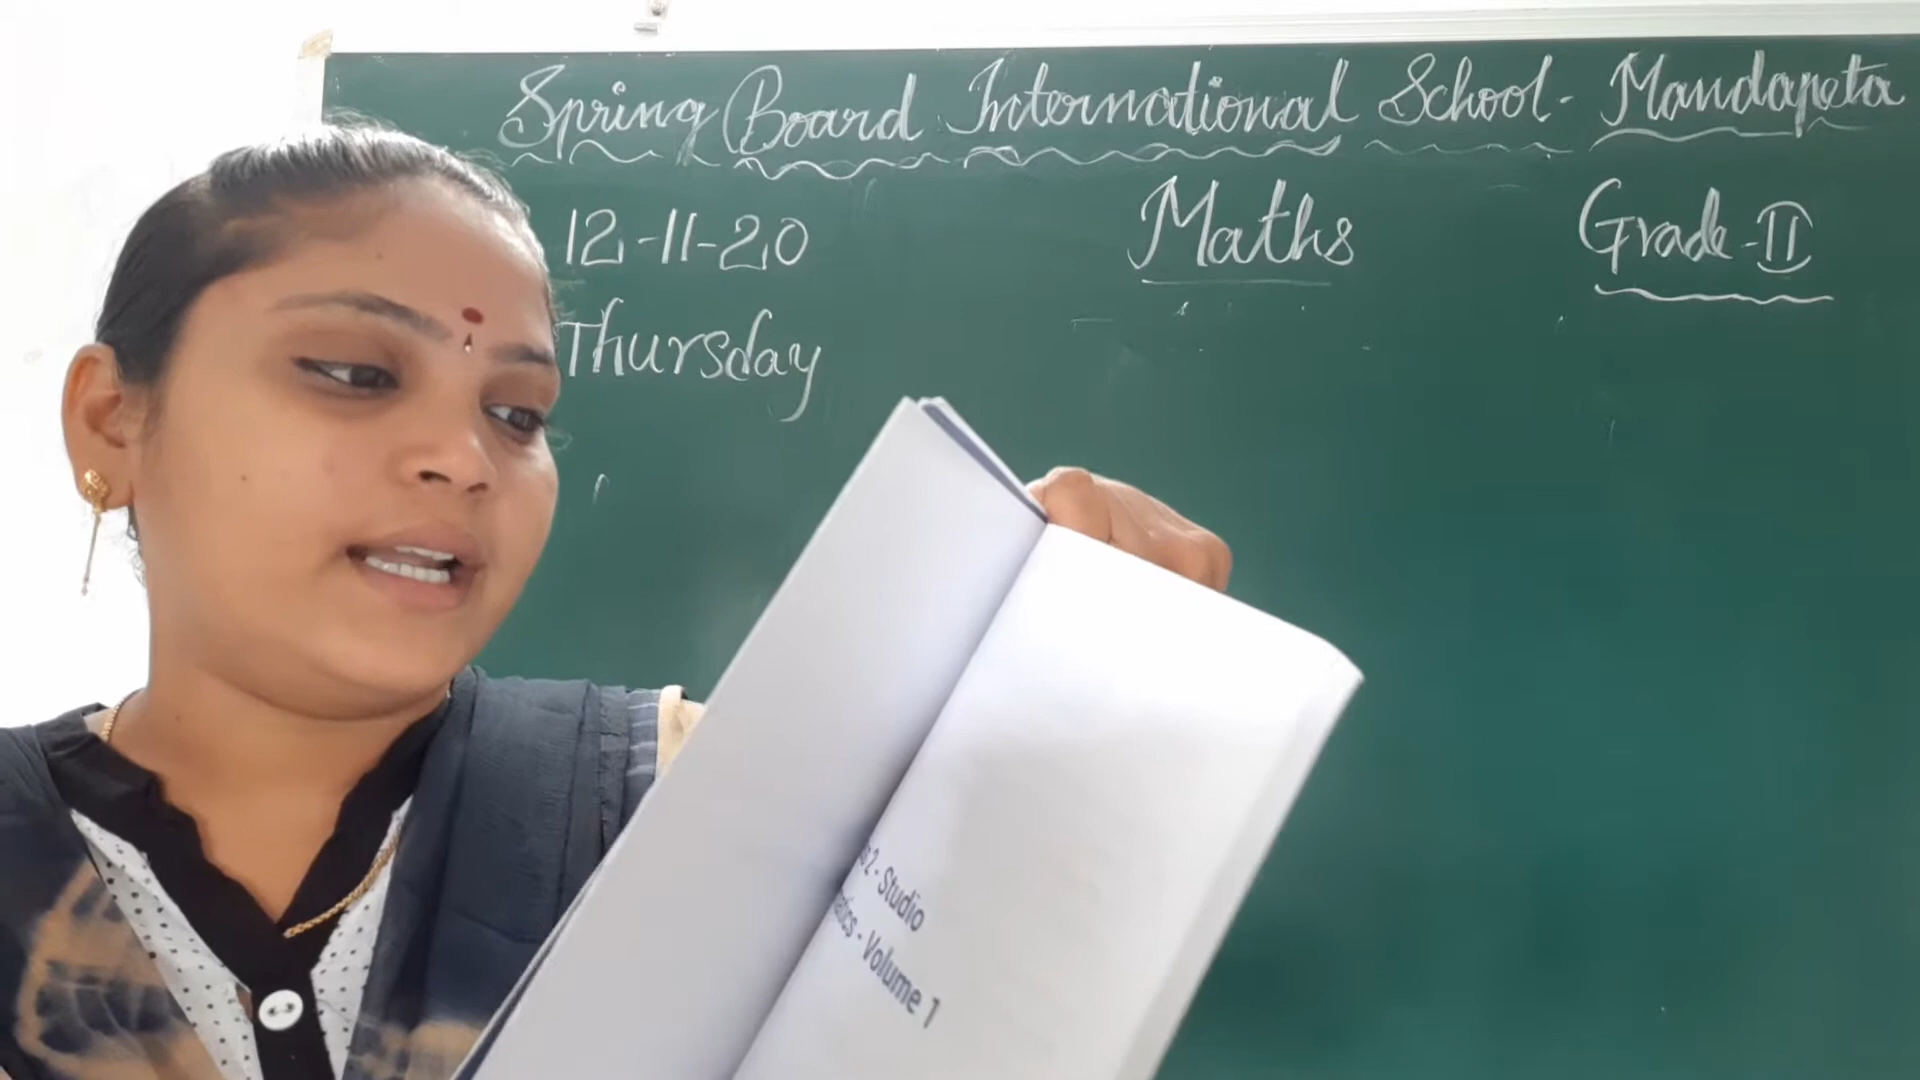 Spring Board International School - Mandapeta
12-11-20 Maths Grade-II
Thursday
2 - Studio
- Volume 1